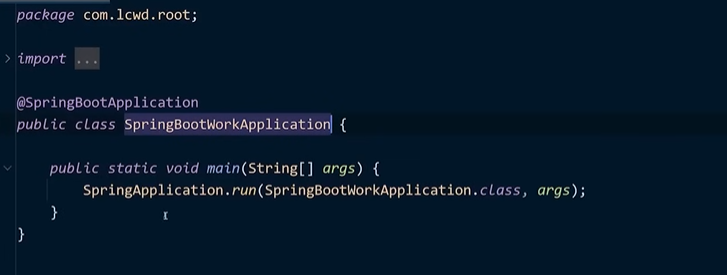 package com.lcwd.root;
import ...
@SpringBootApplication
public class SpringBootWorkApplication {
public static void main(String[] args) {
SpringApplication.run(SpringBootWorkApplication.class, args);
}
}